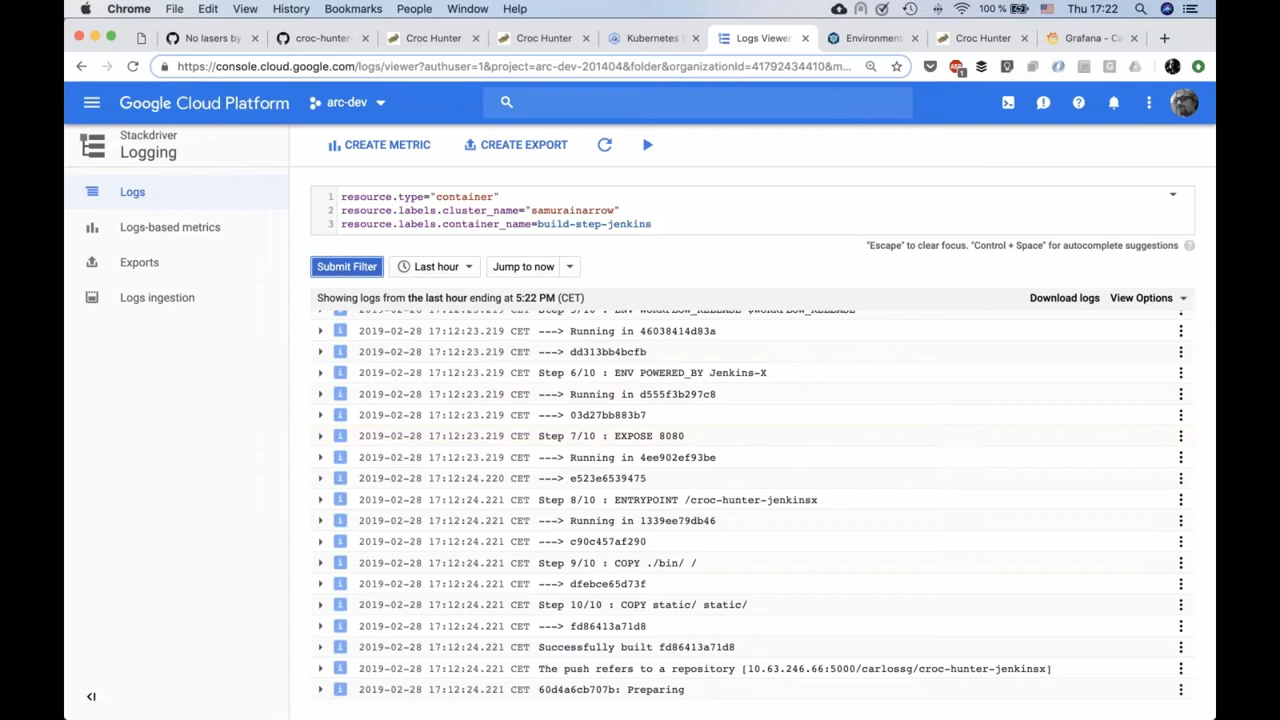 Chrome File Edit View History Bookmarks People Window Help 100 % Thu 17:22
No lasers by croc-hunter- Croc Hunter Croc Hunter Kubernetes Logs Viewer Environment Croc Hunter Grafana - Ca
https://console.cloud.google.com/logs/viewer?authuser=1&project=arc-dev-201404&folder&organizationId=41792434410&m...
Google Cloud Platform arc-dev
Stackdriver
Logging
CREATE METRIC CREATE EXPORT
Logs
Logs-based metrics
Exports
Logs ingestion
1 resource.type="container"
2 resource.labels.cluster_name="samurainarrow"
3 resource.labels.container_name=build-step-jenkins
"Escape" to clear focus. "Control + Space" for autocomplete suggestions
Submit Filter Last hour Jump to now
Showing logs from the last hour ending at 5:22 PM (CET) Download logs View Options
2019-02-28 17:12:23.219 CET Step 5/10 : ENV WORKFLOW_RELEASE $WORKFLOW_RELEASE
2019-02-28 17:12:23.219 CET ---> Running in 46038414d83a
2019-02-28 17:12:23.219 CET ---> dd313bb4bcfb
2019-02-28 17:12:23.219 CET Step 6/10 : ENV POWERED_BY Jenkins-X
2019-02-28 17:12:23.219 CET ---> Running in d555f3b297c8
2019-02-28 17:12:23.219 CET ---> 03d27bb883b7
2019-02-28 17:12:23.219 CET Step 7/10 : EXPOSE 8080
2019-02-28 17:12:23.219 CET ---> Running in 4ee902ef93be
2019-02-28 17:12:24.220 CET ---> e523e6539475
2019-02-28 17:12:24.221 CET Step 8/10 : ENTRYPOINT /croc-hunter-jenkinsx
2019-02-28 17:12:24.221 CET ---> Running in 1339ee79db46
2019-02-28 17:12:24.221 CET ---> c90c457af290
2019-02-28 17:12:24.221 CET Step 9/10 : COPY ./bin/ /
2019-02-28 17:12:24.221 CET ---> dfebce65d73f
2019-02-28 17:12:24.221 CET Step 10/10 : COPY static/ static/
2019-02-28 17:12:24.221 CET ---> fd86413a71d8
2019-02-28 17:12:24.221 CET Successfully built fd86413a71d8
2019-02-28 17:12:24.221 CET The push refers to a repository [10.63.246.66:5000/carlossg/croc-hunter-jenkinsx]
2019-02-28 17:12:24.221 CET 60d4a6cb707b: Preparing